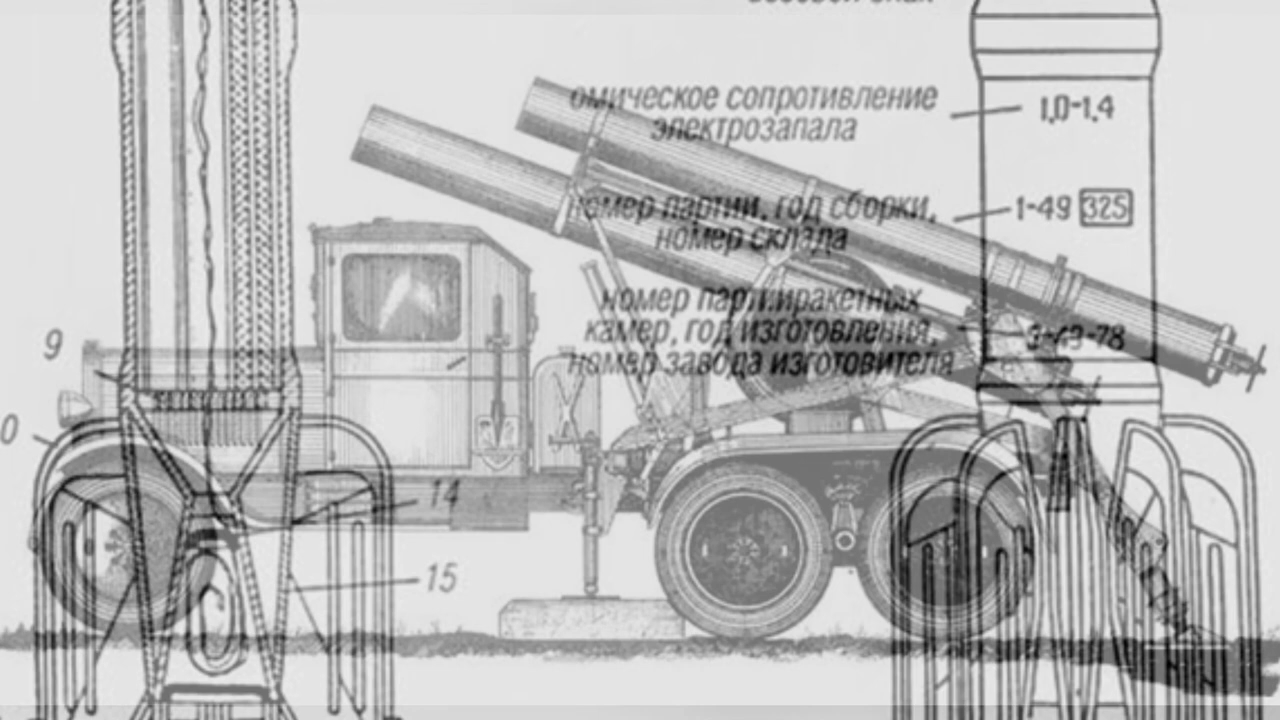 омическое сопротивление
электрозапала
1,0-1,4
номер партии, год сборки,
номер склада
1-49 325
номер партии ракетных
камер, год изготовления,
номер завода изготовителя
3-49-78
9
0
14
15